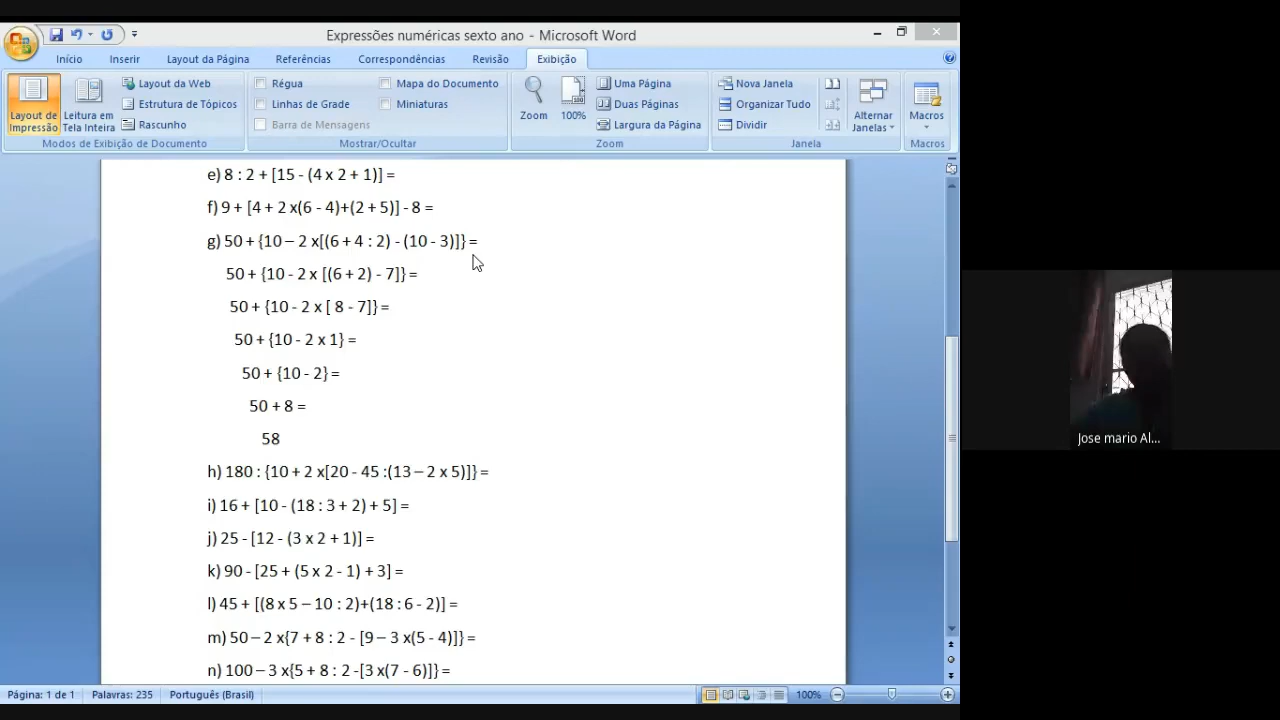 Expressões numéricas sexto ano - Microsoft Word
Início Inserir Layout da Página Referências Correspondências Revisão Exibição
Layout de Impressão
Leitura em Tela Inteira
Layout da Web
Estrutura de Tópicos
Rascunho
Modos de Exibição de Documento
Régua
Linhas de Grade
Barra de Mensagens
Mapa do Documento
Miniaturas
Mostrar/Ocultar
Zoom
100%
Uma Página
Duas Páginas
Largura da Página
Zoom
Nova Janela
Organizar Tudo
Dividir
Alternar Janelas
Janela
Macros
Macros
e) 8 : 2 + [15 - (4 x 2 + 1)] =
f) 9 + [4 + 2 x(6 - 4)+(2 + 5)] - 8 =
g) 50 + {10 – 2 x[(6 + 4 : 2) - (10 - 3)]} =
50 + {10 - 2 x [(6 + 2) - 7]} =
50 + {10 - 2 x [ 8 - 7]} =
50 + {10 - 2 x 1} =
50 + {10 - 2} =
50 + 8 =
58
h) 180 : {10 + 2 x[20 - 45 :(13 – 2 x 5)]} =
i) 16 + [10 - (18 : 3 + 2) + 5] =
j) 25 - [12 - (3 x 2 + 1)] =
k) 90 - [25 + (5 x 2 - 1) + 3] =
l) 45 + [(8 x 5 – 10 : 2)+(18 : 6 - 2)] =
m) 50 – 2 x{7 + 8 : 2 - [9 – 3 x(5 - 4)]} =
n) 100 – 3 x{5 + 8 : 2 -[3 x(7 - 6)]} =
Página: 1 de 1 Palavras: 235 Português (Brasil) 100%
Jose mario Al...